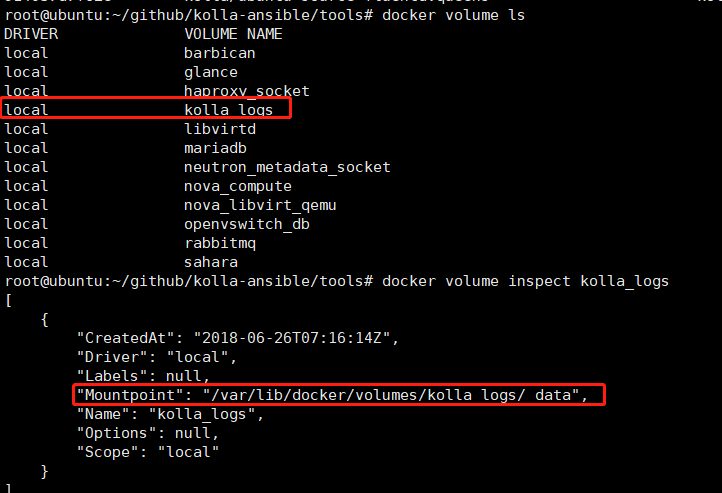 root@ubuntu:~/github/kolla-ansible/tools# docker volume ls
DRIVER              VOLUME NAME
local               barbican
local               glance
local               haproxy_socket
local               kolla_logs
local               libvirtd
local               mariadb
local               neutron_metadata_socket
local               nova_compute
local               nova_libvirt_qemu
local               openvswitch_db
local               rabbitmq
local               sahara
root@ubuntu:~/github/kolla-ansible/tools# docker volume inspect kolla_logs
[
    {
        "CreatedAt": "2018-06-26T07:16:14Z",
        "Driver": "local",
        "Labels": null,
        "Mountpoint": "/var/lib/docker/volumes/kolla_logs/_data",
        "Name": "kolla_logs",
        "Options": null,
        "Scope": "local"
    }
]